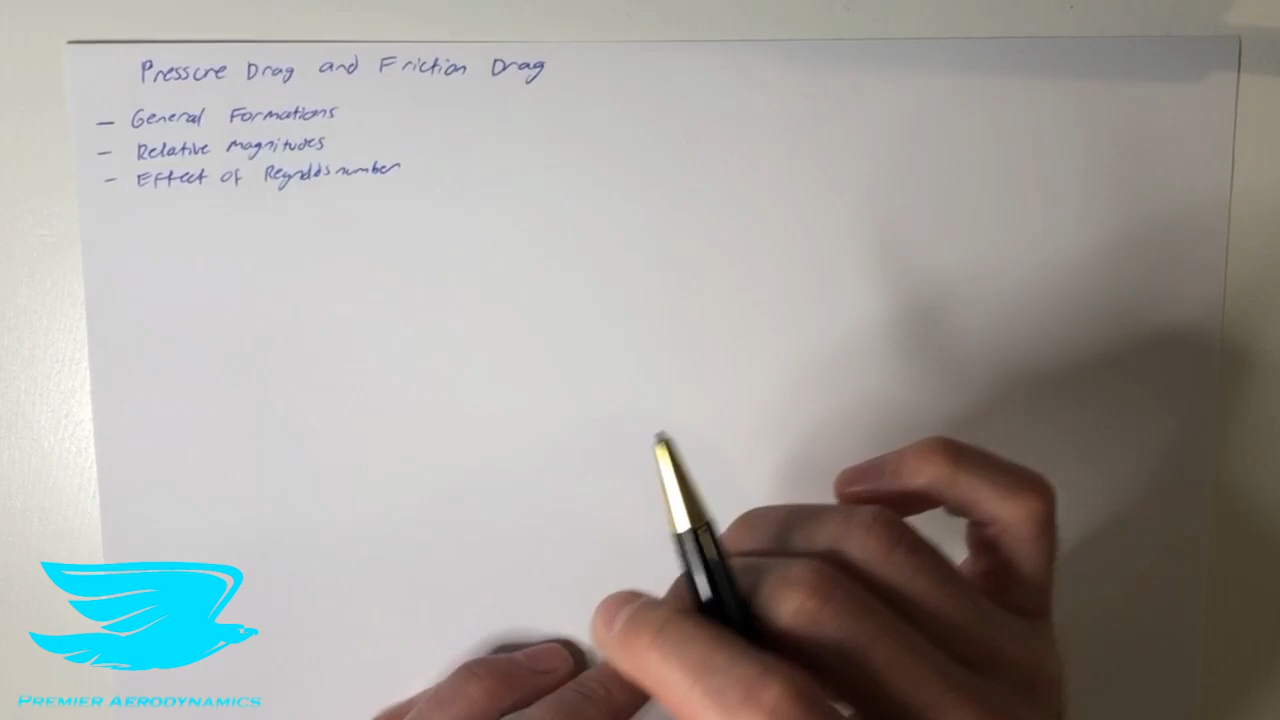 Pressure Drag and Friction Drag
- General Formations
- Relative magnitudes
- Effect of Reynolds number
PREMIER AERODYNAMICS